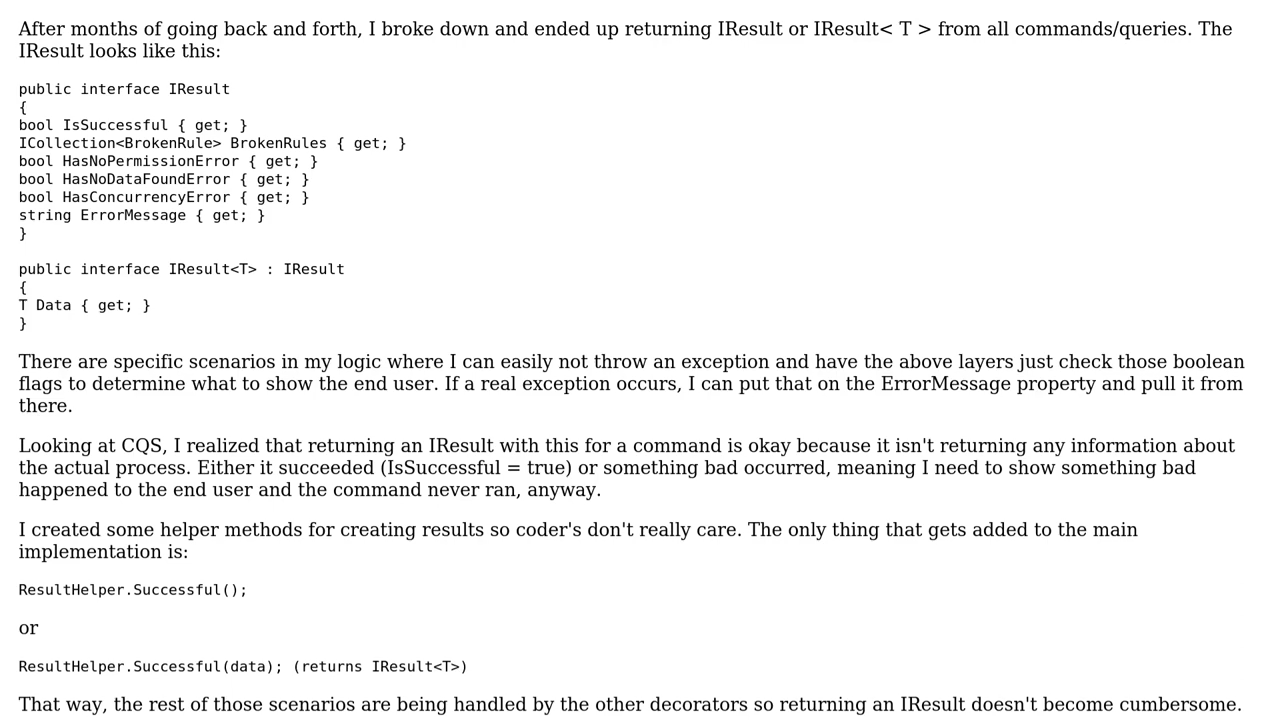 After months of going back and forth, I broke down and ended up returning IResult or IResult< T > from all commands/queries. The
IResult looks like this:
public interface IResult
{
bool IsSuccessful { get; }
ICollection<BrokenRule> BrokenRules { get; }
bool HasNoPermissionError { get; }
bool HasNoDataFoundError { get; }
bool HasConcurrencyError { get; }
string ErrorMessage { get; }
}
public interface IResult<T> : IResult
{
T Data { get; }
}
There are specific scenarios in my logic where I can easily not throw an exception and have the above layers just check those boolean
flags to determine what to show the end user. If a real exception occurs, I can put that on the ErrorMessage property and pull it from
there.
Looking at CQS, I realized that returning an IResult with this for a command is okay because it isn't returning any information about
the actual process. Either it succeeded (IsSuccessful = true) or something bad occurred, meaning I need to show something bad
happened to the end user and the command never ran, anyway.
I created some helper methods for creating results so coder's don't really care. The only thing that gets added to the main
implementation is:
ResultHelper.Successful();
or
ResultHelper.Successful(data); (returns IResult<T>)
That way, the rest of those scenarios are being handled by the other decorators so returning an IResult doesn't become cumbersome.